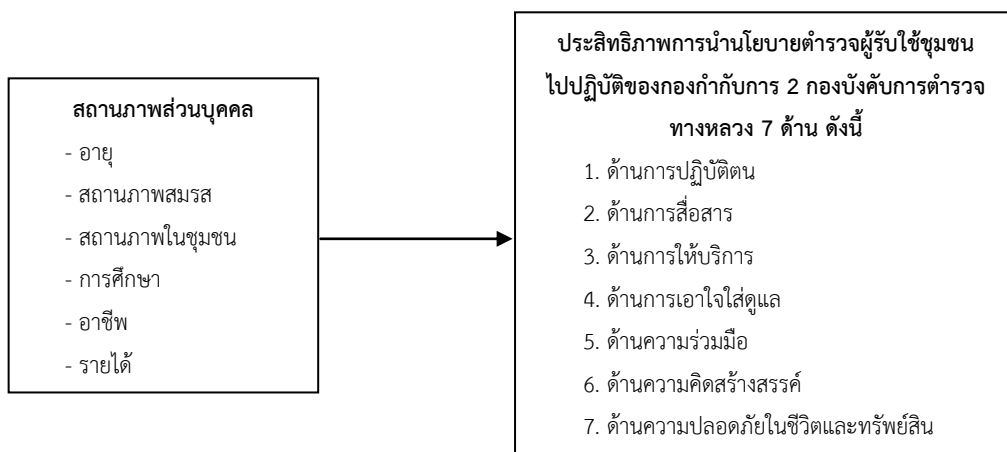 สถานภาพส่วนบุคคล
- อายุ
- สถานภาพสมรส
- สถานภาพในชุมชน
- การศึกษา
- อาชีพ
- รายได้
ประสิทธิภาพการนำนโยบายตำรวจผู้รับใช้ชุมชน
ไปปฏิบัติของกองกำกับการ 2 กองบังคับการตำรวจ
ทางหลวง 7 ด้าน ดังนี้
1. ด้านการปฏิบัติตน
2. ด้านการสื่อสาร
3. ด้านการให้บริการ
4. ด้านการเอาใจใส่ดูแล
5. ด้านความร่วมมือ
6. ด้านความคิดสร้างสรรค์
7. ด้านความปลอดภัยในชีวิตและทรัพย์สิน